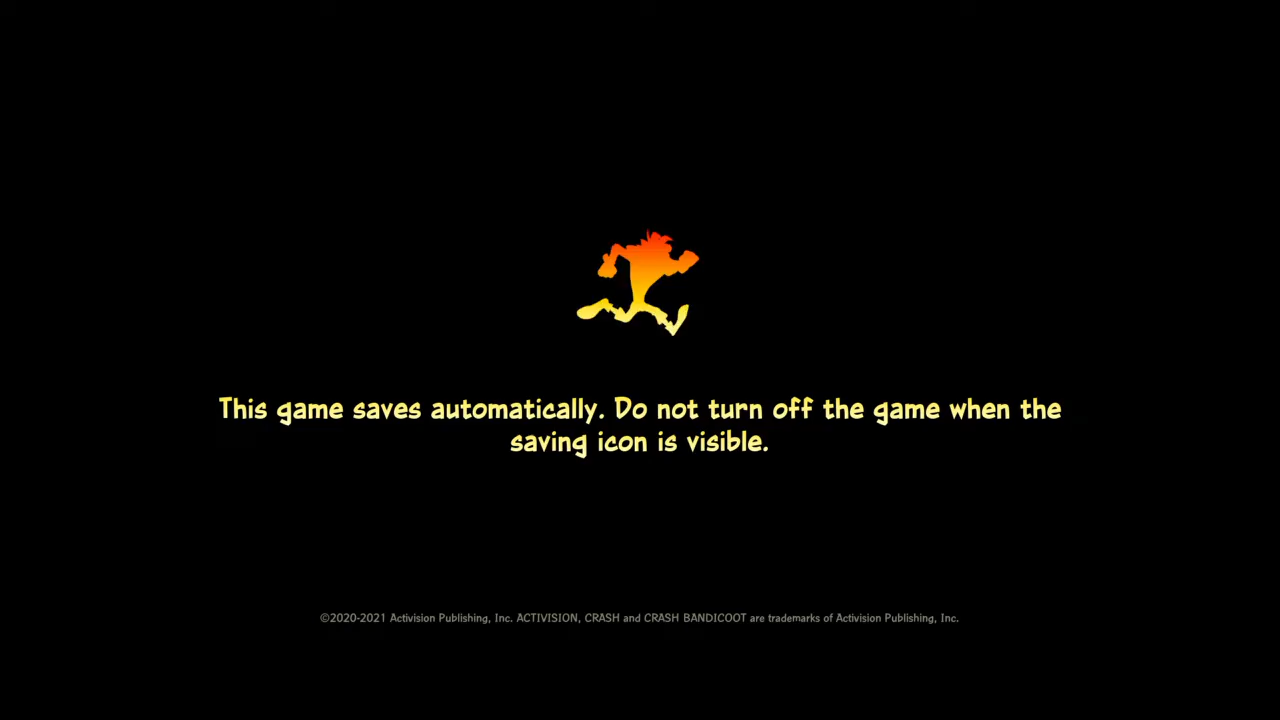 This game saves automatically. Do not turn off the game when the
saving icon is visible.
©2020-2021 Activision Publishing, Inc. ACTIVISION, CRASH and CRASH BANDICOOT are trademarks of Activision Publishing, Inc.